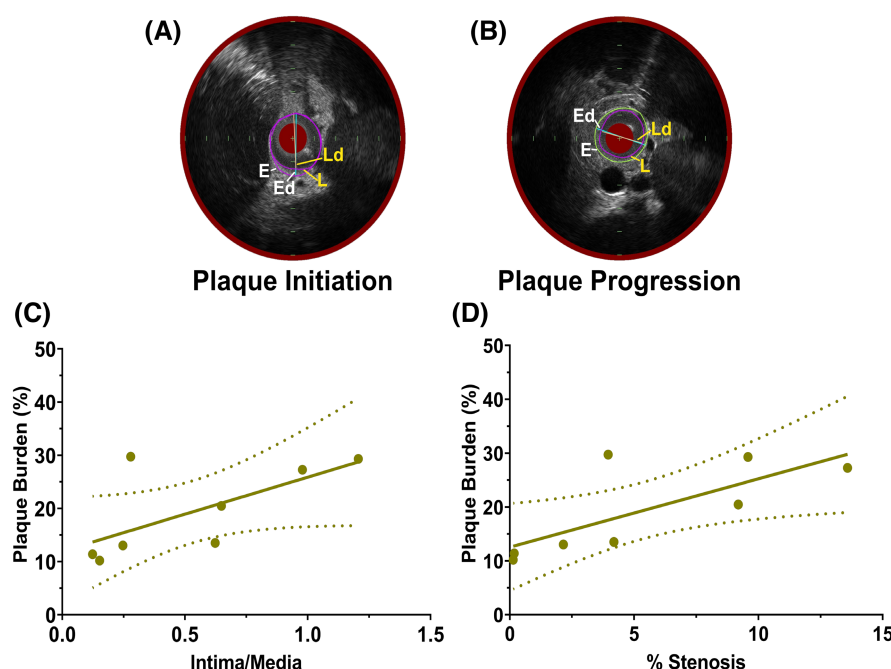 (A)
(B)
Ld
E
Ed
L
Ed
Ld
E
L
Plaque Initiation
Plaque Progression
(C)
(D)
Plaque Burden (%)
50
40
30
20
10
0
0.0
0.5
1.0
1.5
Intima/Media
Plaque Burden (%)
50
40
30
20
10
0
0
5
10
15
% Stenosis